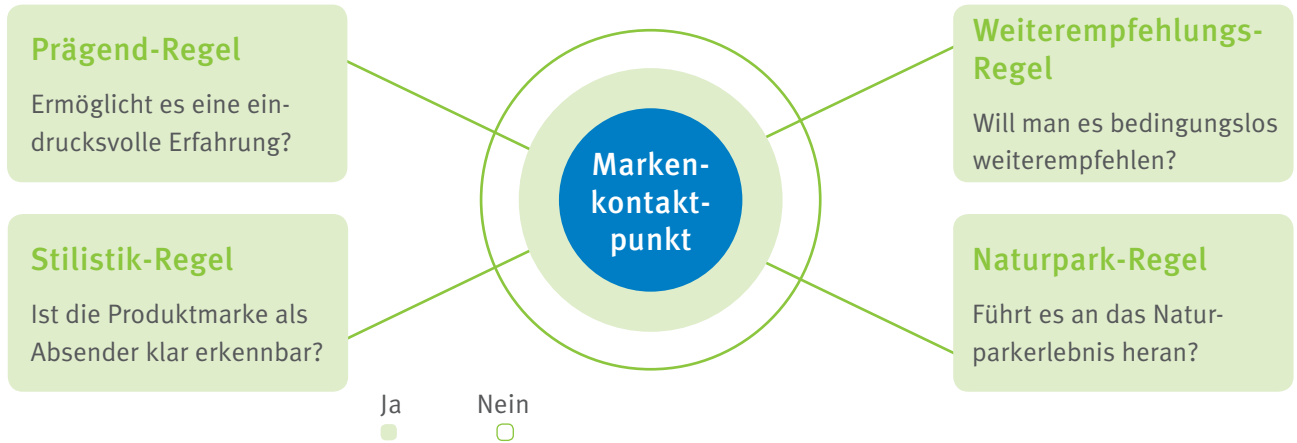 Prägend-Regel
Ermöglicht es eine ein-
drucksvolle Erfahrung?
Stilistik-Regel
Ist die Produktmarke als
Absender klar erkennbar?
Marken-
kontakt-
punkt
Weiterempfehlungs-
Regel
Will man es bedingungslos
weiterempfehlen?
Naturpark-Regel
Führt es an das Natur-
parkerlebnis heran?
Ja Nein